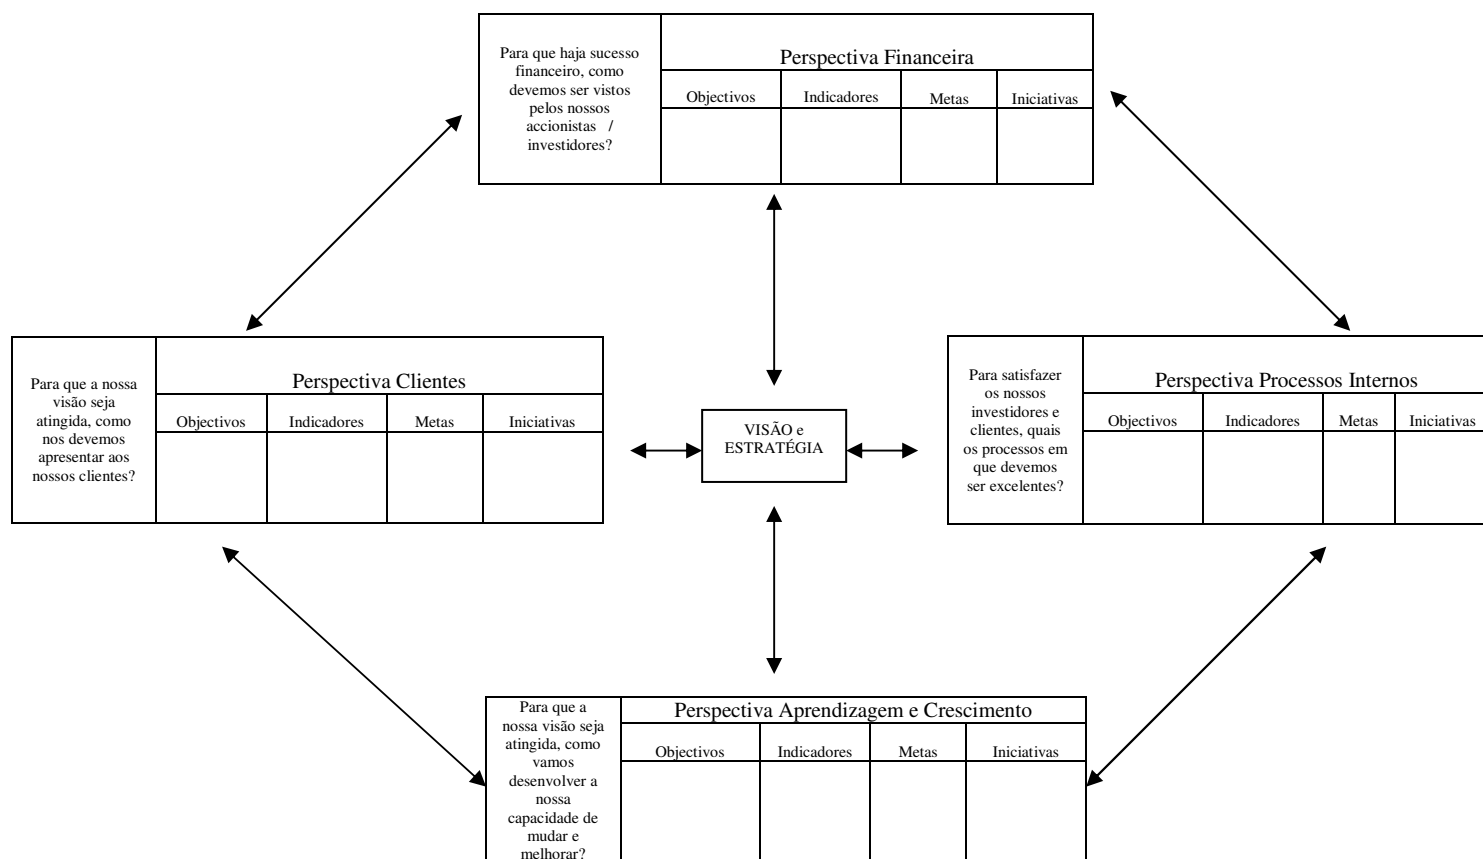 Para que haja sucesso
financeiro, como
devemos ser vistos
pelos nossos
accionistas /
investidores?
Perspectiva Financeira
Objectivos Indicadores Metas Iniciativas
Para que a nossa
visão seja
atingida, como
nos devemos
apresentar aos
nossos clientes?
Perspectiva Clientes
Objectivos Indicadores Metas Iniciativas
VISÃO e
ESTRATÉGIA
Para satisfazer
os nossos
investidores e
clientes, quais
os processos em
que devemos
ser excelentes?
Perspectiva Processos Internos
Objectivos Indicadores Metas Iniciativas
Para que a
nossa visão seja
atingida, como
vamos
desenvolver a
nossa
capacidade de
mudar e
melhorar?
Perspectiva Aprendizagem e Crescimento
Objectivos Indicadores Metas Iniciativas